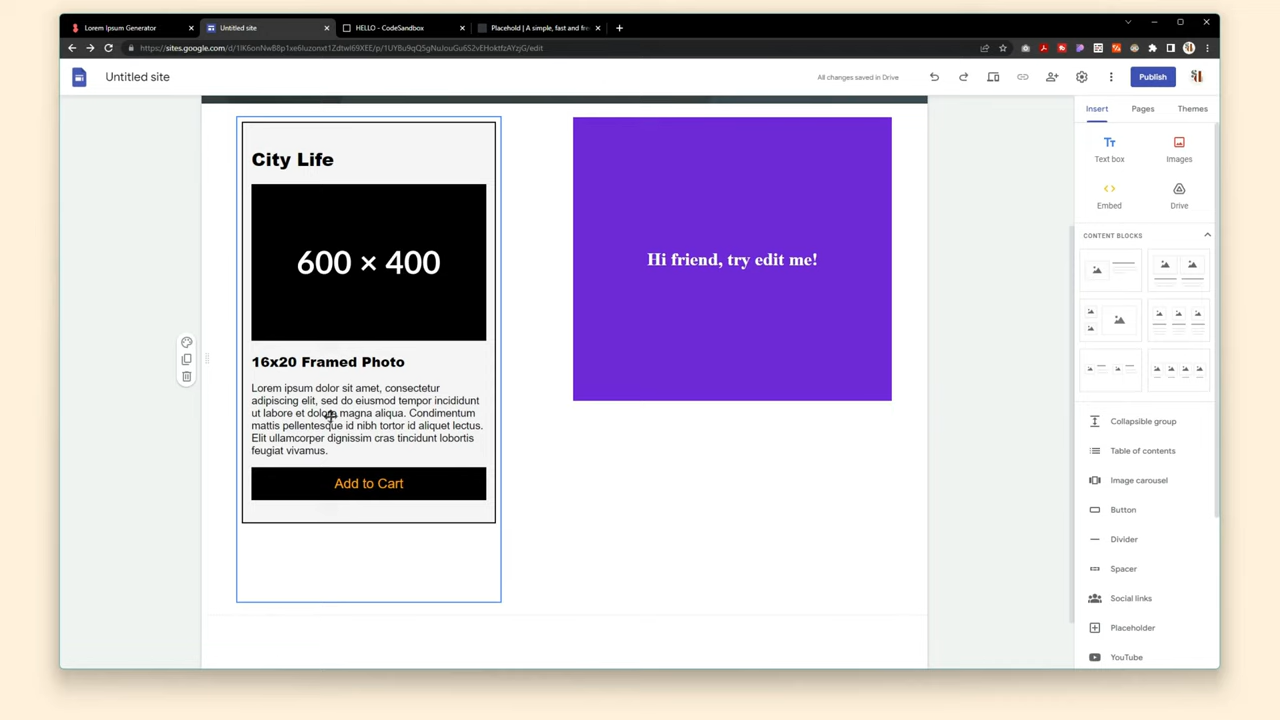 Lorem Ipsum Generator
Untitled site
HELLO - CodeSandbox
Placehold | A simple, fast and fre
Untitled site
All changes saved in Drive
Publish
Insert
Pages
Themes
City Life
600 × 400
16x20 Framed Photo
Lorem ipsum dolor sit amet, consectetur
adipiscing elit, sed do eiusmod tempor incididunt
ut labore et dolore magna aliqua. Condimentum
mattis pellentesque id nibh tortor id aliquet lectus.
Elit ullamcorper dignissim cras tincidunt lobortis
feugiat vivamus.
Add to Cart
Hi friend, try edit me!
Tт
Text box
Images
Embed
Drive
CONTENT BLOCKS
Collapsible group
Table of contents
Image carousel
Button
Divider
Spacer
Social links
Placeholder
YouTube